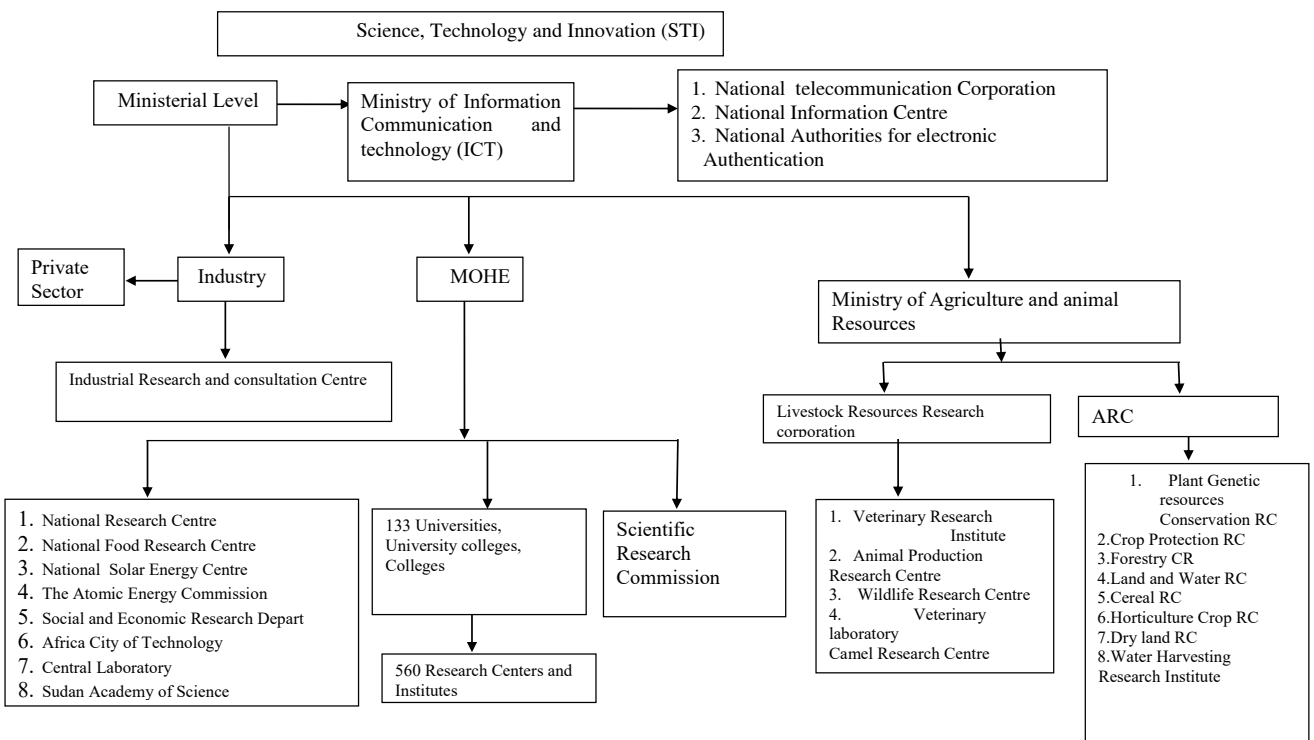 Science, Technology and Innovation (STI)
Ministerial Level
Ministry of Information
Communication and
technology (ICT)
1. National telecommunication Corporation
2. National Information Centre
3. National Authorities for electronic
Authentication
Private
Sector
Industry
MOHE
Ministry of Agriculture and animal
Resources
Industrial Research and consultation Centre
Livestock Resources Research
corporation
ARC
1. National Research Centre
2. National Food Research Centre
3. National Solar Energy Centre
4. The Atomic Energy Commission
5. Social and Economic Research Depart
6. Africa City of Technology
7. Central Laboratory
8. Sudan Academy of Science
133 Universities,
University colleges,
Colleges
560 Research Centers and
Institutes
Scientific
Research
Commission
1. Veterinary Research
Institute
2. Animal Production
Research Centre
3. Wildlife Research Centre
4. Veterinary
laboratory
Camel Research Centre
1. Plant Genetic
resources
Conservation RC
2.Crop Protection RC
3.Forestry CR
4.Land and Water RC
5.Cereal RC
6.Horticulture Crop RC
7.Dry land RC
8.Water Harvesting
Research Institute